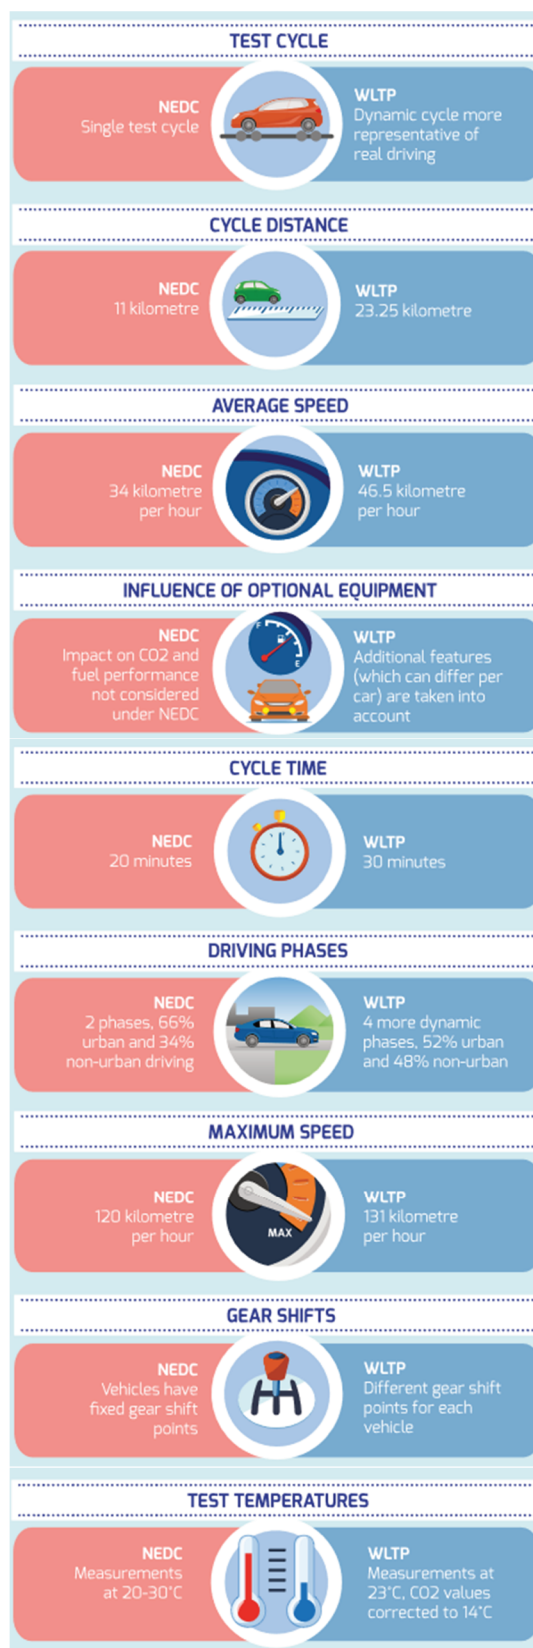 TEST CYCLE
NEDC
Single test cycle
WLTP
Dynamic cycle more
representative of
real driving
CYCLE DISTANCE
NEDC
11 kilometre
WLTP
23.25 kilometre
AVERAGE SPEED
NEDC
34 kilometre
per hour
WLTP
46.5 kilometre
per hour
INFLUENCE OF OPTIONAL EQUIPMENT
NEDC
Impact on CO2 and
fuel performance
not considered
under NEDC
F
E
WLTP
Additional features
(which can differ per
car) are taken into
account
CYCLE TIME
NEDC
20 minutes
WLTP
30 minutes
DRIVING PHASES
NEDC
2 phases, 66%
urban and 34%
non-urban driving
WLTP
4 more dynamic
phases, 52% urban
and 48% non-urban
MAXIMUM SPEED
NEDC
120 kilometre
per hour
MAX
WLTP
131 kilometre
per hour
GEAR SHIFTS
NEDC
Vehicles have
fixed gear shift
points
WLTP
Different gear shift
points for each
vehicle
TEST TEMPERATURES
NEDC
Measurements
at 20-30°C
WLTP
Measurements at
23°C, CO2 values
corrected to 14°C